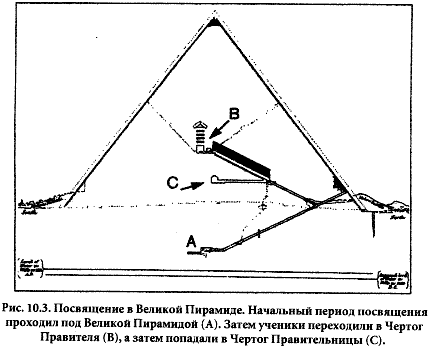 B
C
A
Рис. 10.3. Посвящение в Великой Пирамиде. Начальный период посвящения
проходил под Великой Пирамидой (A). Затем ученики переходили в Чертог
Правителя (B), а затем попадали в Чертог Правительницы (C).